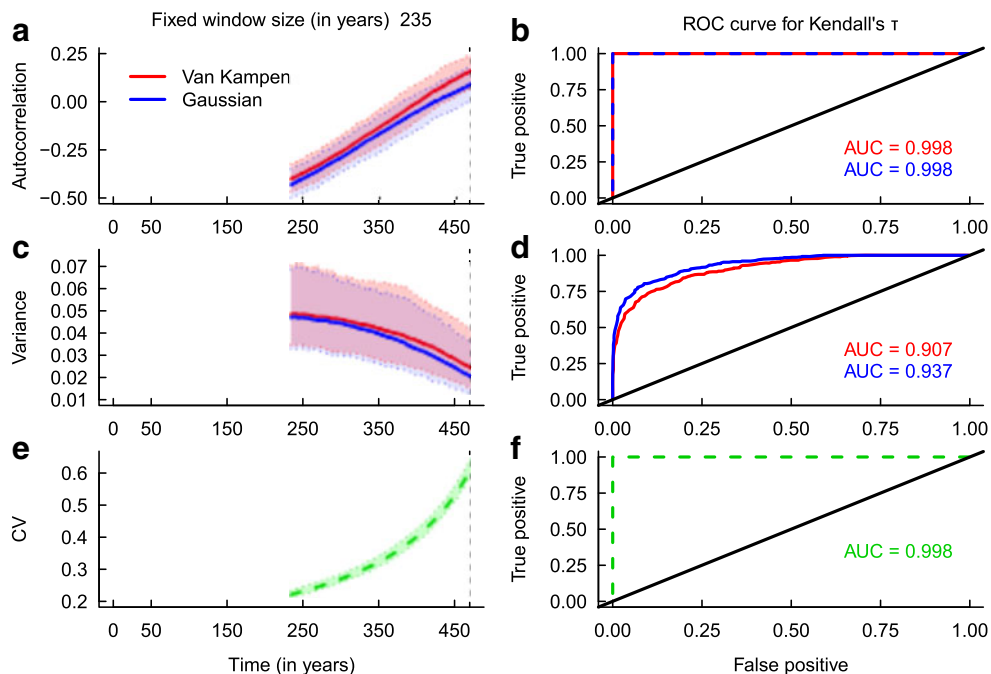 a
Fixed window size (in years) 235
0.25
0.00
−0.25
−0.50
Autocorrelation
Van Kampen
Gaussian
0 50 150 250 350 450
b
ROC curve for Kendall's τ
1.00
0.75
0.50
0.25
0.00
True positive
AUC = 0.998
AUC = 0.998
0.00 0.25 0.50 0.75 1.00
c
0.07
0.06
0.05
0.04
0.03
0.02
0.01
Variance
0 50 150 250 350 450
d
1.00
0.75
0.50
0.25
0.00
True positive
AUC = 0.907
AUC = 0.937
0.00 0.25 0.50 0.75 1.00
e
0.6
0.5
0.4
0.3
0.2
CV
0 50 150 250 350 450
Time (in years)
f
1.00
0.75
0.50
0.25
0.00
True positive
AUC = 0.998
0.00 0.25 0.50 0.75 1.00
False positive